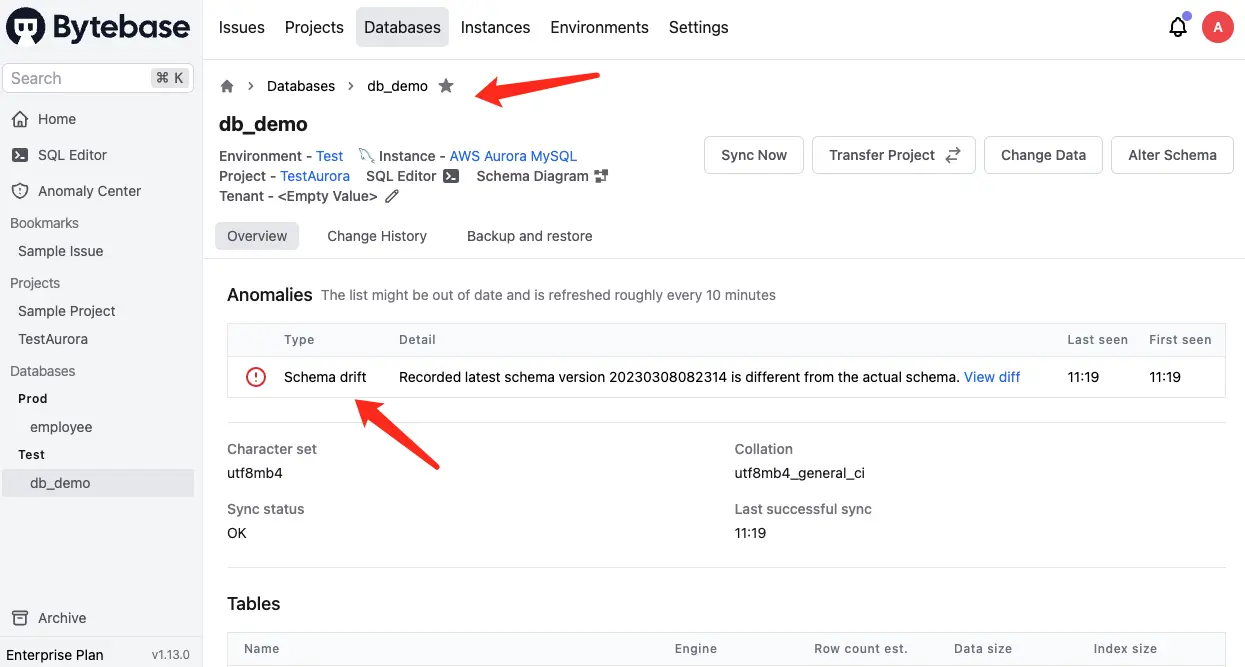 Bytebase
Search ⌘ K
Home
SQL Editor
Anomaly Center
Bookmarks
Sample Issue
Projects
Sample Project
TestAurora
Databases
Prod
employee
Test
db_demo
Archive
Enterprise Plan v1.13.0
Issues Projects Databases Instances Environments Settings A
Databases > db_demo
db_demo
Environment - Test Instance - AWS Aurora MySQL
Project - TestAurora SQL Editor Schema Diagram
Tenant - <Empty Value>
Sync Now Transfer Project Change Data Alter Schema
Overview Change History Backup and restore
Anomalies The list might be out of date and is refreshed roughly every 10 minutes
Type Detail Last seen First seen
Schema drift Recorded latest schema version 20230308082314 is different from the actual schema. View diff 11:19 11:19
Character set Collation
utf8mb4 utf8mb4_general_ci
Sync status Last successful sync
OK 11:19
Tables
Name Engine Row count est. Data size Index size